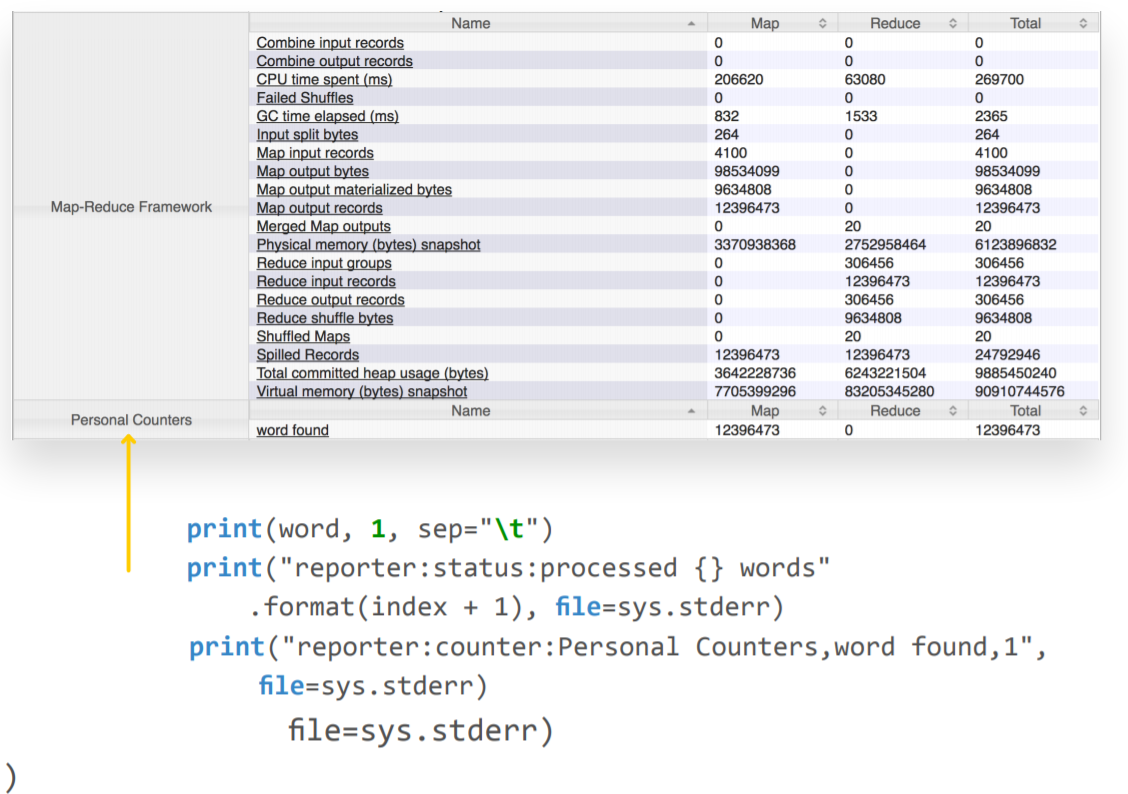 Name Map Reduce Total
Combine input records 0 0 0
Combine output records 0 0 0
CPU time spent (ms) 206620 63080 269700
Failed Shuffles 0 0 0
GC time elapsed (ms) 832 1533 2365
Input split bytes 264 0 264
Map input records 4100 0 4100
Map output bytes 98534099 0 98534099
Map output materialized bytes 9634808 0 9634808
Map-Reduce Framework Map output records 12396473 0 12396473
Merged Map outputs 0 20 20
Physical memory (bytes) snapshot 3370938368 2752958464 6123896832
Reduce input groups 0 306456 306456
Reduce input records 0 12396473 12396473
Reduce output records 0 306456 306456
Reduce shuffle bytes 0 9634808 9634808
Shuffled Maps 0 20 20
Spilled Records 12396473 12396473 24792946
Total committed heap usage (bytes) 3642228736 6243221504 9885450240
Virtual memory (bytes) snapshot 7705399296 83205345280 90910744576
Personal Counters Name Map Reduce Total
word found 12396473 0 12396473
print(word, 1, sep="\t")
print("reporter:status:processed {} words"
.format(index + 1), file=sys.stderr)
print("reporter:counter:Personal Counters,word found,1",
file=sys.stderr)
file=sys.stderr)
)